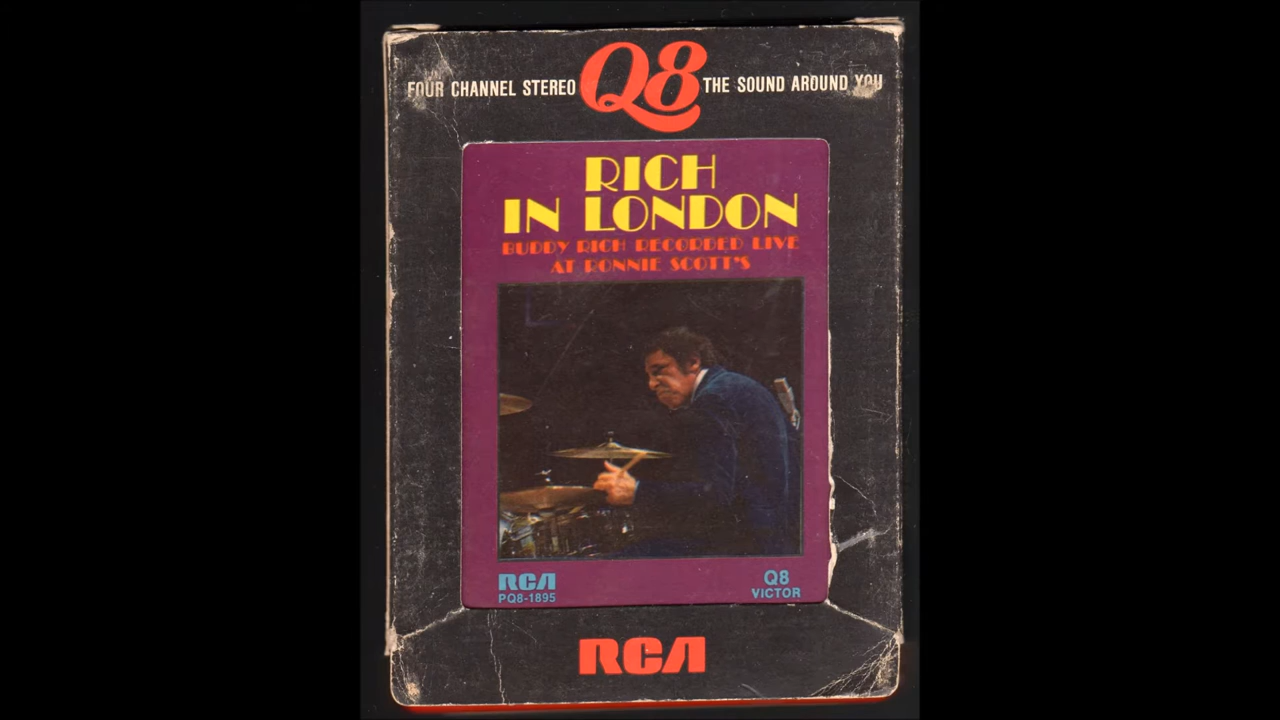 FOUR CHANNEL STEREO Q8 THE SOUND AROUND YOU
RICH
IN LONDON
BUDDY RICH RECORDED LIVE
AT RONNIE SCOTT'S
RCA
PQ8-1895
Q8
VICTOR
RCA